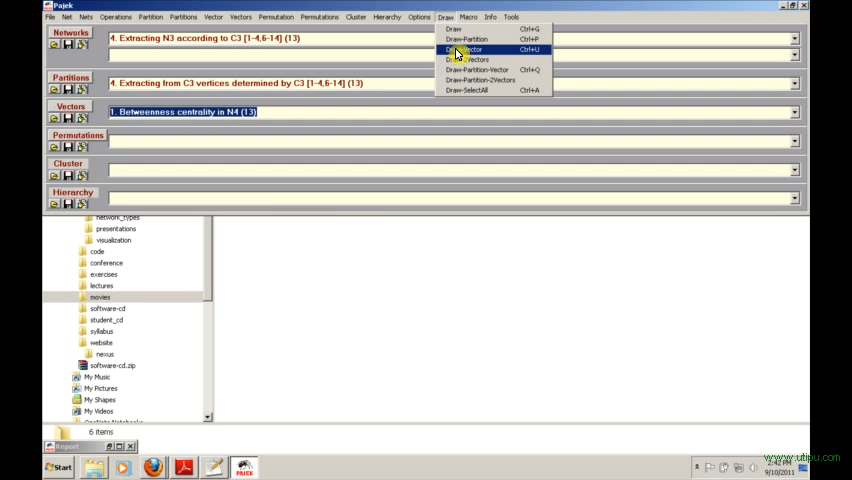 Pajek
File Net Nets Operations Partition Partitions Vector Vectors Permutation Permutations Cluster Hierarchy Options Draw Macro Info Tools
Networks
4. Extracting N3 according to C3 [1-4,6-14] (13)
Draw Ctrl+G
Draw-Partition Ctrl+P
Ctrl+U
Partitions
4. Extracting from C3 vertices determined by C3 [1-4,6-14] (13)
Draw-Partition-Vector Ctrl+Q
Draw-Partition-2Vectors
Draw-SelectAll Ctrl+A
Vectors
1. Betweenness centrality in N4 (13)
Permutations
Cluster
Hierarchy
network_types
presentations
visualization
code
conference
exercises
lectures
movies
software-cd
student_cd
syllabus
website
nexus
software-cd.zip
My Music
My Pictures
My Shapes
My Videos
OneNote Notebooks
6 items
Report
Start
PAJEK
2:42 PM
9/10/2011
www.utipu.com